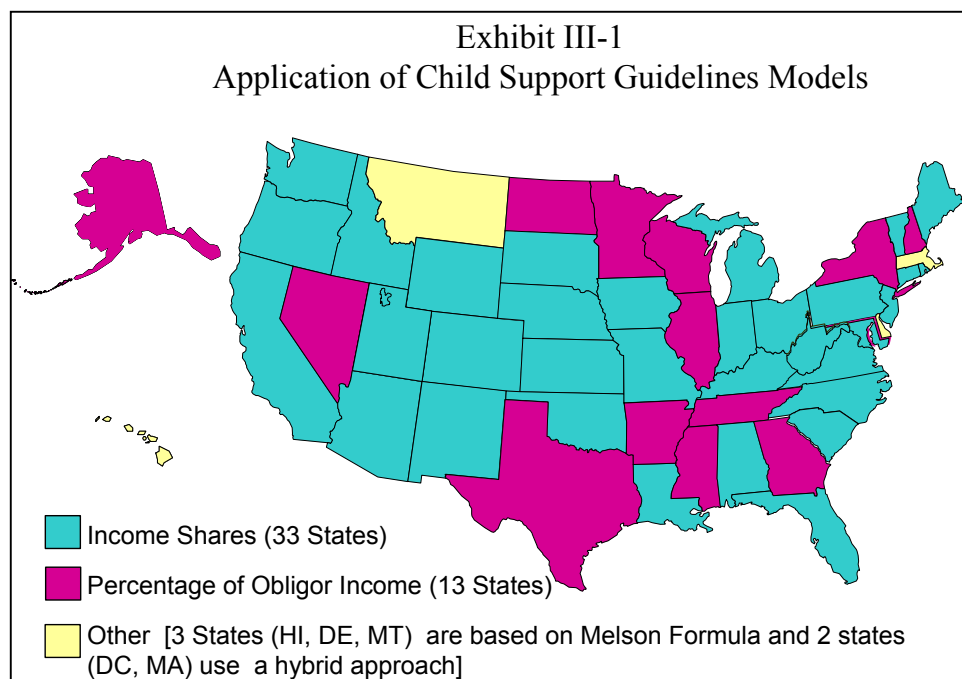 Exhibit III-1
Application of Child Support Guidelines Models
Income Shares (33 States)
Percentage of Obligor Income (13 States)
Other [3 States (HI, DE, MT) are based on Melson Formula and 2 states
(DC, MA) use a hybrid approach]